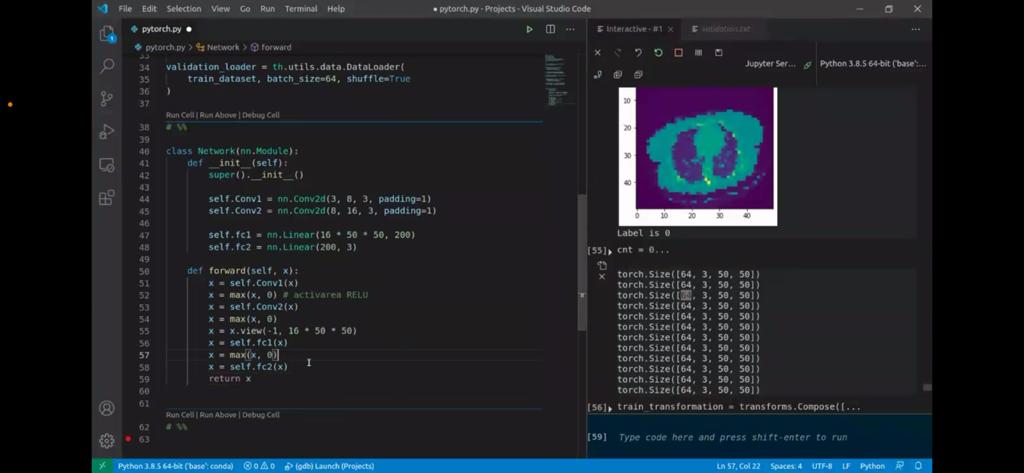 File Edit Selection View Go Run Terminal Help
● pytorch.py - Projects - Visual Studio Code
pytorch.py ●
pytorch.py > Network > forward
33
34 validation_loader = th.utils.data.DataLoader(
35 train_dataset, batch_size=64, shuffle=True
36 )
37
Run Cell | Run Above | Debug Cell
38 # %%
39
40 class Network(nn.Module):
41 def __init__(self):
42 super().__init__()
43
44 self.Conv1 = nn.Conv2d(3, 8, 3, padding=1)
45 self.Conv2 = nn.Conv2d(8, 16, 3, padding=1)
46
47 self.fc1 = nn.Linear(16 * 50 * 50, 200)
48 self.fc2 = nn.Linear(200, 3)
49
50 def forward(self, x):
51 x = self.Conv1(x)
52 x = max(x, 0) # activarea RELU
53 x = self.Conv2(x)
54 x = max(x, 0)
55 x = x.view(-1, 16 * 50 * 50)
56 x = self.fc1(x)
57 x = max(x, 0)
58 x = self.fc2(x)
59 return x
60
61
Run Cell | Run Above | Debug Cell
62 # %%
63
Interactive - #1
validation.txt
Jupyter Ser...
Python 3.8.5 64-bit ('base':...
10
20
30
40
0 10 20 30 40
Label is 0
[55] cnt = 0...
torch.Size([64, 3, 50, 50])
torch.Size([64, 3, 50, 50])
torch.Size([64, 3, 50, 50])
torch.Size([64, 3, 50, 50])
torch.Size([64, 3, 50, 50])
torch.Size([64, 3, 50, 50])
torch.Size([64, 3, 50, 50])
torch.Size([64, 3, 50, 50])
torch.Size([64, 3, 50, 50])
torch.Size([64, 3, 50, 50])
torch.Size([64, 3, 50, 50])
torch.Size([64, 3, 50, 50])
[56] train_transformation = transforms.Compose([...
[59] Type code here and press shift-enter to run
Python 3.8.5 64-bit ('base': conda) 0 0 (gdb) Launch (Projects)
Ln 57, Col 22 Spaces: 4 UTF-8 LF Python